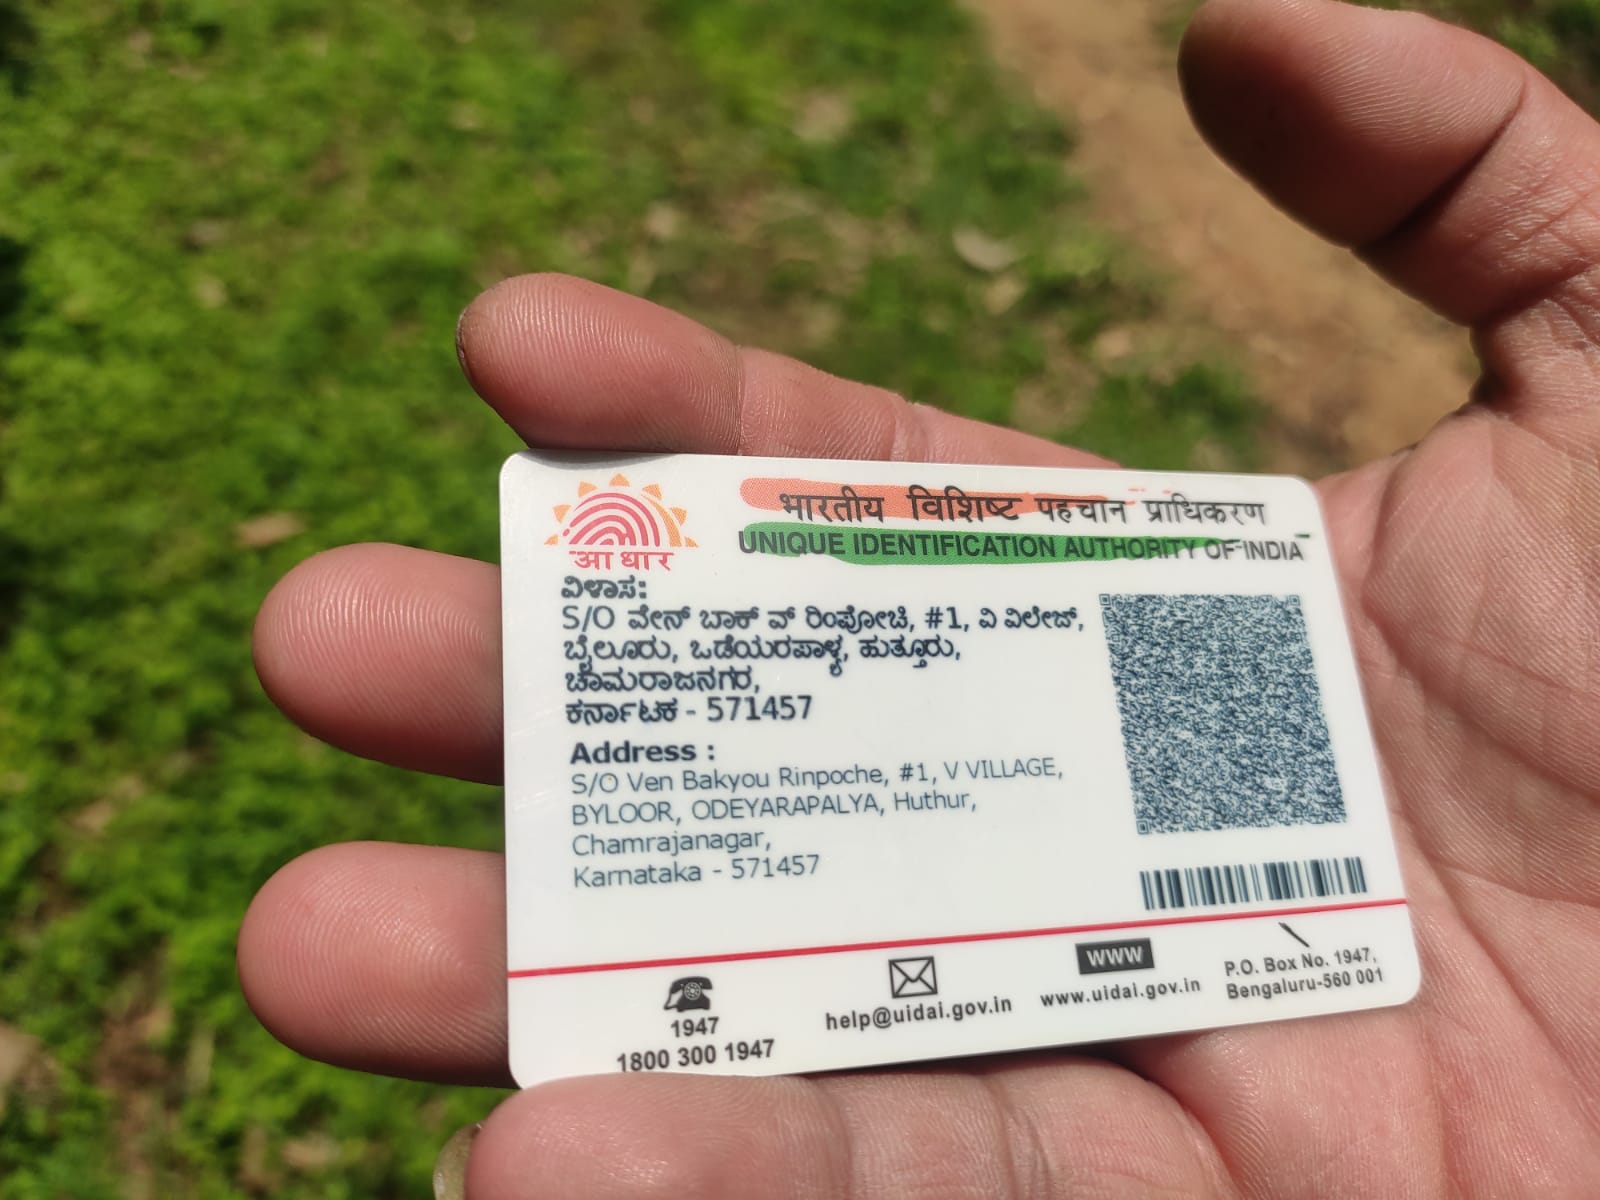 भारतीय विशिष्ट पहचान प्राधिकरण
UNIQUE IDENTIFICATION AUTHORITY OF INDIA
आधार
ವಿಳಾಸ:
S/O ವೇನ್ ಬಾಕ್ ವ್ ರಿಂಪೋಚಿ, #1, ವಿ ವಿಲೇಜ್,
ಬೈಲೂರು, ಒಡೆಯರಪಾಳ್ಯ, ಹುತ್ತೂರು,
ಚಾಮರಾಜನಗರ,
ಕರ್ನಾಟಕ - 571457
Address :
S/O Ven Bakyou Rinpoche, #1, V VILLAGE,
BYLOOR, ODEYARAPALYA, Huthur,
Chamrajanagar,
Karnataka - 571457
1947
1800 300 1947
help@uidai.gov.in
WWW
www.uidai.gov.in
P.O. Box No. 1947,
Bengaluru-560 001